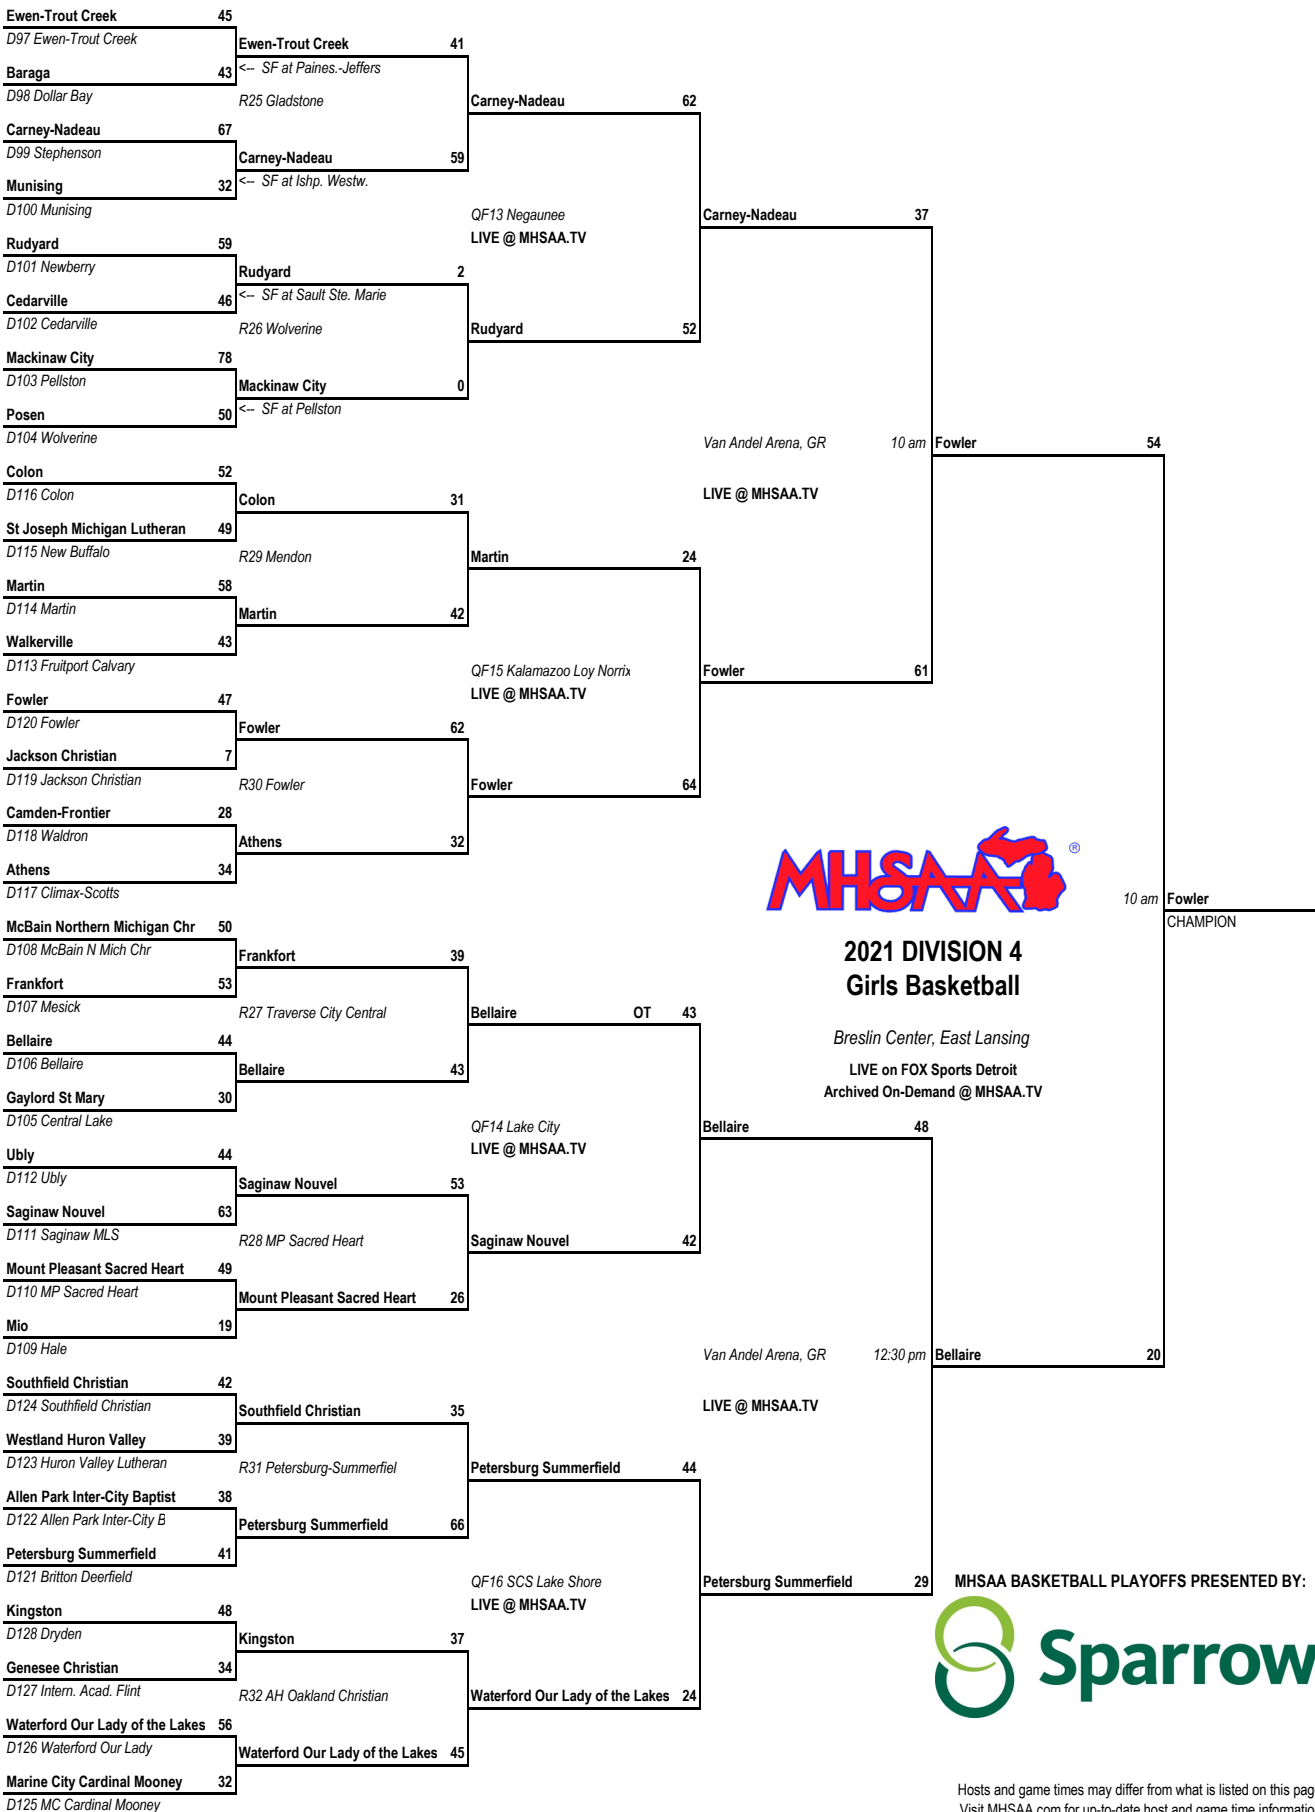 Ewen-Trout Creek 45
D97 Ewen-Trout Creek
Baraga 43
D98 Dollar Bay
Carney-Nadeau 67
D99 Stephenson
Munising 32
D100 Munising
Rudyard 59
D101 Newberry
Cedarville 46
D102 Cedarville
Mackinaw City 78
D103 Pellston
Posen 50
D104 Wolverine
Colon 52
D116 Colon
St Joseph Michigan Lutheran 49
D115 New Buffalo
Martin 58
D114 Martin
Walkerville 43
D113 Fruitport Calvary
Fowler 47
D120 Fowler
Jackson Christian 7
D119 Jackson Christian
Camden-Frontier 28
D118 Waldron
Athens 34
D117 Climax-Scotts
McBain Northern Michigan Chr 50
D108 McBain N Mich Chr
Frankfort 53
D107 Mesick
Bellaire 44
D106 Bellaire
Gaylord St Mary 30
D105 Central Lake
Ubly 44
D112 Ubly
Saginaw Nouvel 63
D111 Saginaw MLS
Mount Pleasant Sacred Heart 49
D110 MP Sacred Heart
Mio 19
D109 Hale
Southfield Christian 42
D124 Southfield Christian
Westland Huron Valley 39
D123 Huron Valley Lutheran
Allen Park Inter-City Baptist 38
D122 Allen Park Inter-City B
Petersburg Summerfield 41
D121 Britton Deerfield
Kingston 48
D128 Dryden
Genesee Christian 34
D127 Intern. Acad. Flint
Waterford Our Lady of the Lakes 56
D126 Waterford Our Lady
Marine City Cardinal Mooney 32
D125 MC Cardinal Mooney
Ewen-Trout Creek 41
<-- SF at Paines.-Jeffers
R25 Gladstone
Carney-Nadeau 59
<-- SF at Ishp. Westw.
Rudyard 2
<-- SF at Sault Ste. Marie
R26 Wolverine
Mackinaw City 0
<-- SF at Pellston
Colon 31
R29 Mendon
Martin 42
Fowler 62
R30 Fowler
Athens 32
Frankfort 39
R27 Traverse City Central
Bellaire 43
Saginaw Nouvel 53
R28 MP Sacred Heart
Mount Pleasant Sacred Heart 26
Southfield Christian 35
R31 Petersburg-Summerfiel
Petersburg Summerfield 66
Kingston 37
R32 AH Oakland Christian
Waterford Our Lady of the Lakes 45
Carney-Nadeau 62
QF13 Negaunee
LIVE @ MHSAA.TV
Rudyard 52
Martin 24
QF15 Kalamazoo Loy Norrix
LIVE @ MHSAA.TV
Fowler 64
Bellaire OT 43
QF14 Lake City
LIVE @ MHSAA.TV
Saginaw Nouvel 42
Petersburg Summerfield 44
QF16 SCS Lake Shore
LIVE @ MHSAA.TV
Waterford Our Lady of the Lakes 24
Carney-Nadeau 37
Van Andel Arena, GR 10 am
LIVE @ MHSAA.TV
Fowler 61
Bellaire 48
Van Andel Arena, GR 12:30 pm
LIVE @ MHSAA.TV
Petersburg Summerfield 29
Fowler 54
Bellaire 20
10 am Fowler
CHAMPION
MHSAA ®
2021 DIVISION 4
Girls Basketball
Breslin Center, East Lansing
LIVE on FOX Sports Detroit
Archived On-Demand @ MHSAA.TV
MHSAA BASKETBALL PLAYOFFS PRESENTED BY:
Sparrow
Hosts and game times may differ from what is listed on this pag
Visit MHSAA.com for up-to-date host and game time informatio